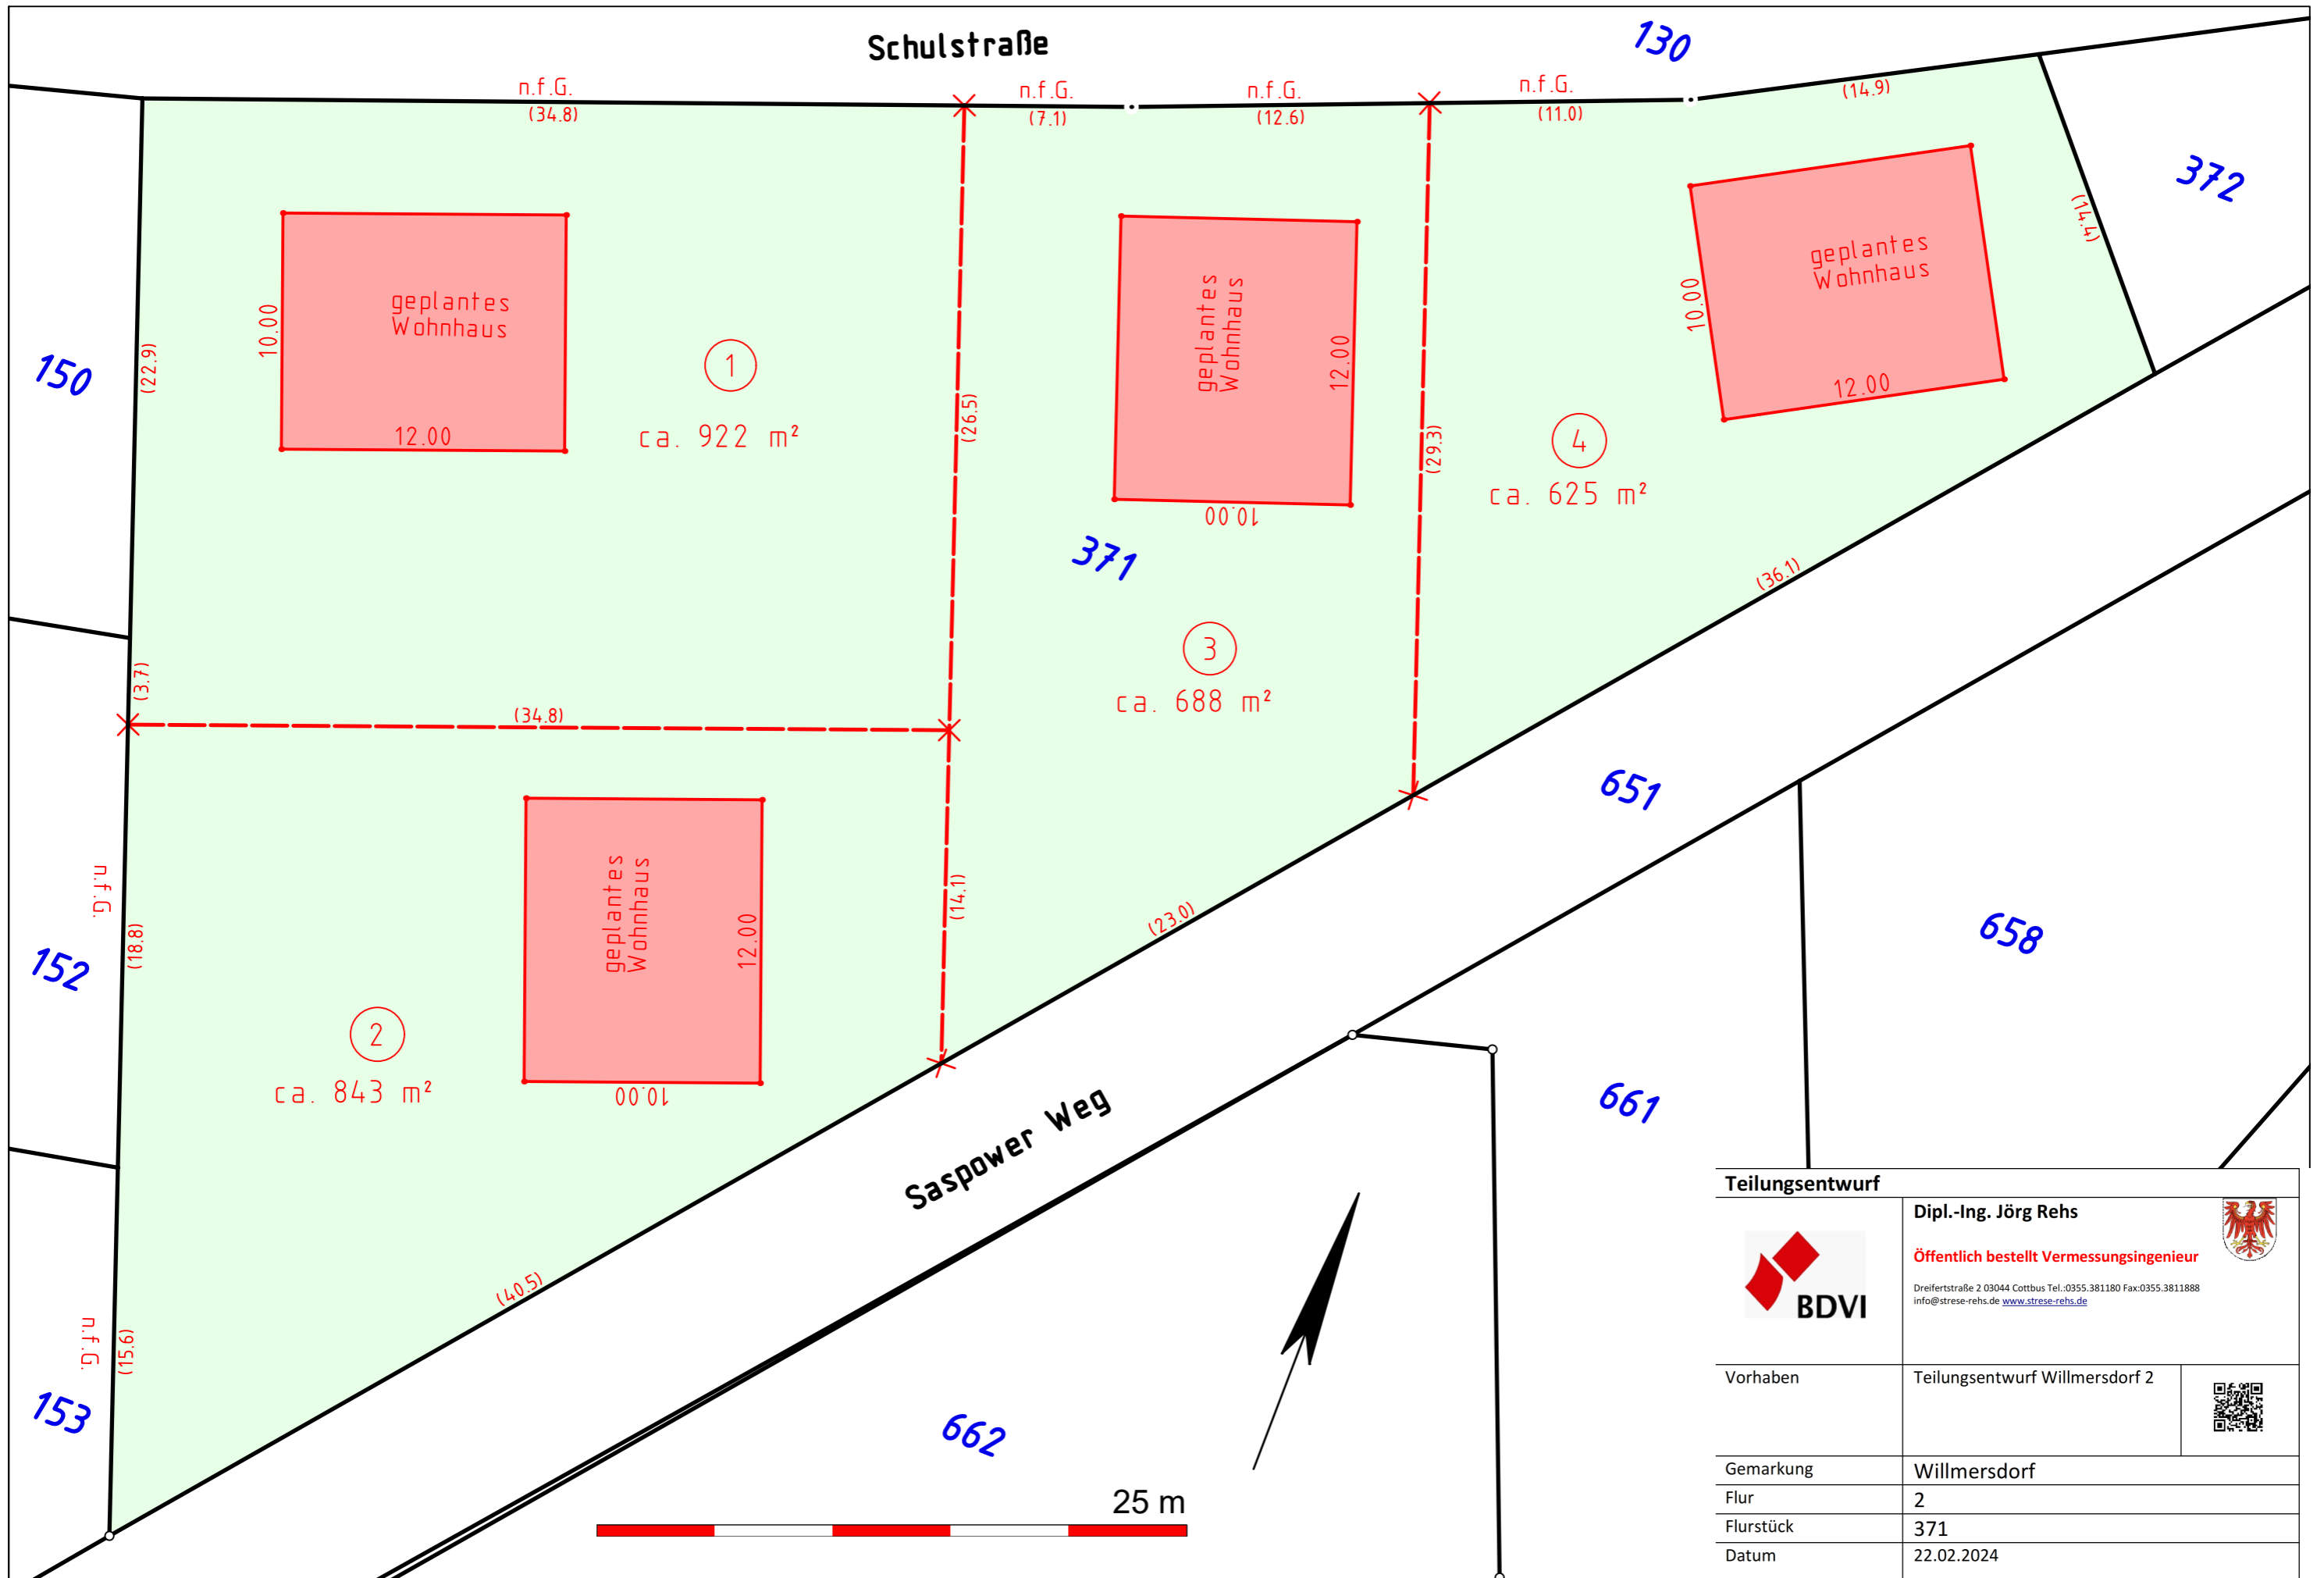 Schulstraße
130
n.f.G.
(34.8)
n.f.G.
(7.1)
n.f.G.
(12.6)
n.f.G.
(11.0)
(14.9)
372
(14.4)
150
(22.9)
10.00
geplantes
Wohnhaus
12.00
1
ca. 922 m²
(26.5)
geplantes
Wohnhaus
12.00
10.00
(29.3)
geplantes
Wohnhaus
10.00
12.00
4
ca. 625 m²
371
(36.1)
3
ca. 688 m²
(3.7)
(34.8)
651
n.f.G.
(18.8)
152
geplantes
Wohnhaus
12.00
10.00
(14.1)
(23.0)
658
2
ca. 843 m²
661
Saspower Weg
(40.5)
n.f.G.
(15.6)
153
662
25 m
Teilungsentwurf
BDVI
Dipl.-Ing. Jörg Rehs
Öffentlich bestellt Vermessungsingenieur
Dreifertstraße 2 03044 Cottbus Tel.:0355.381180 Fax:0355.3811888
info@strese-rehs.de www.strese-rehs.de
Vorhaben
Teilungsentwurf Willmersdorf 2
Gemarkung
Willmersdorf
Flur
2
Flurstück
371
Datum
22.02.2024